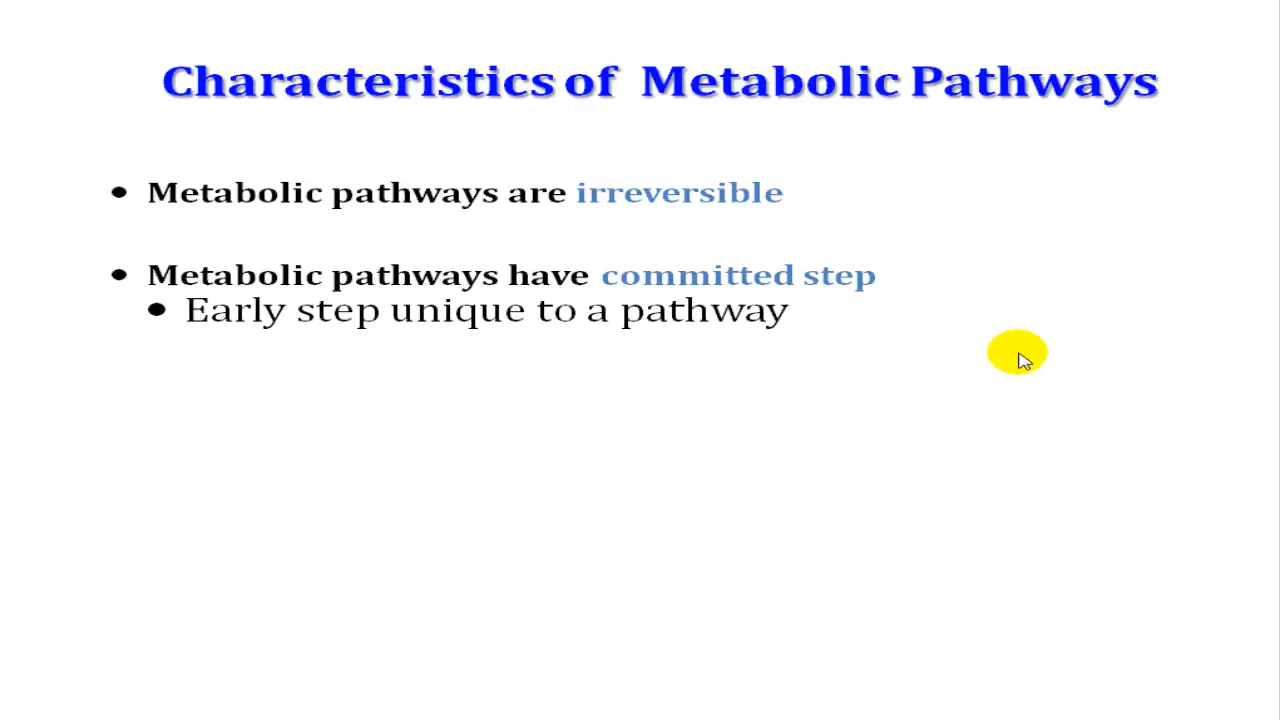 Characteristics of Metabolic Pathways
• Metabolic pathways are irreversible
• Metabolic pathways have committed step
• Early step unique to a pathway